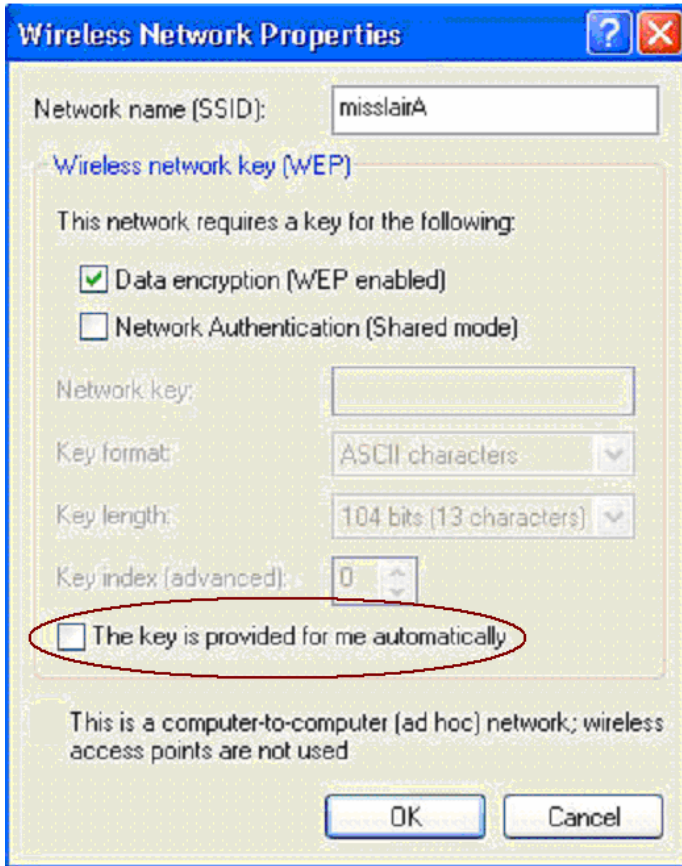 Wireless Network Properties
Network name (SSID): misslairA
Wireless network key (WEP)
This network requires a key for the following:
Data encryption (WEP enabled)
Network Authentication (Shared mode)
Network key:
Key format: ASCII characters
Key length: 104 bits (13 characters)
Key index (advanced): 0
The key is provided for me automatically
This is a computer-to-computer (ad hoc) network; wireless
access points are not used
OK Cancel